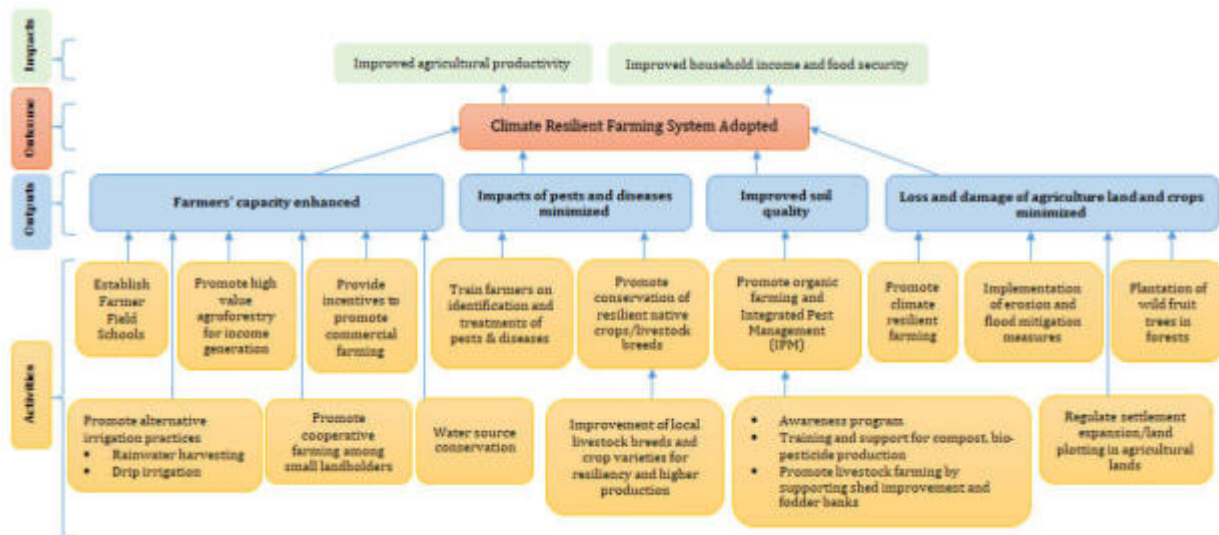 Impacts
Improved agricultural productivity
Improved household income and food security
Outcome
Climate Resilient Farming System Adopted
Outputs
Farmers' capacity enhanced
Impacts of pests and diseases
minimized
Improved soil
quality
Loss and damage of agriculture land and crops
minimized
Activities
Establish
Farmer
Field
Schools
Promote high
value
agroforestry
for income
generation
Provide
incentives to
promote
commercial
farming
Train farmers on
identification and
treatments of
pests & diseases
Promote
conservation of
resilient native
crops/livestock
breeds
Promote organic
farming and
Integrated Pest
Management
(IPM)
Promote
climate
resilient
farming
Implementation
of erosion and
flood mitigation
measures
Plantation of
wild fruit
trees in
forests
Promote alternative
irrigation practices
• Rainwater harvesting
• Drip irrigation
Promote
cooperative
farming among
small landholders
Water source
conservation
Improvement of local
livestock breeds and
crop varieties for
resiliency and higher
production
• Awareness program
• Training and support for compost, bio-
pesticide production
• Promote livestock farming by
supporting shed improvement and
fodder banks
Regulate settlement
expansion/land
plotting in agricultural
lands